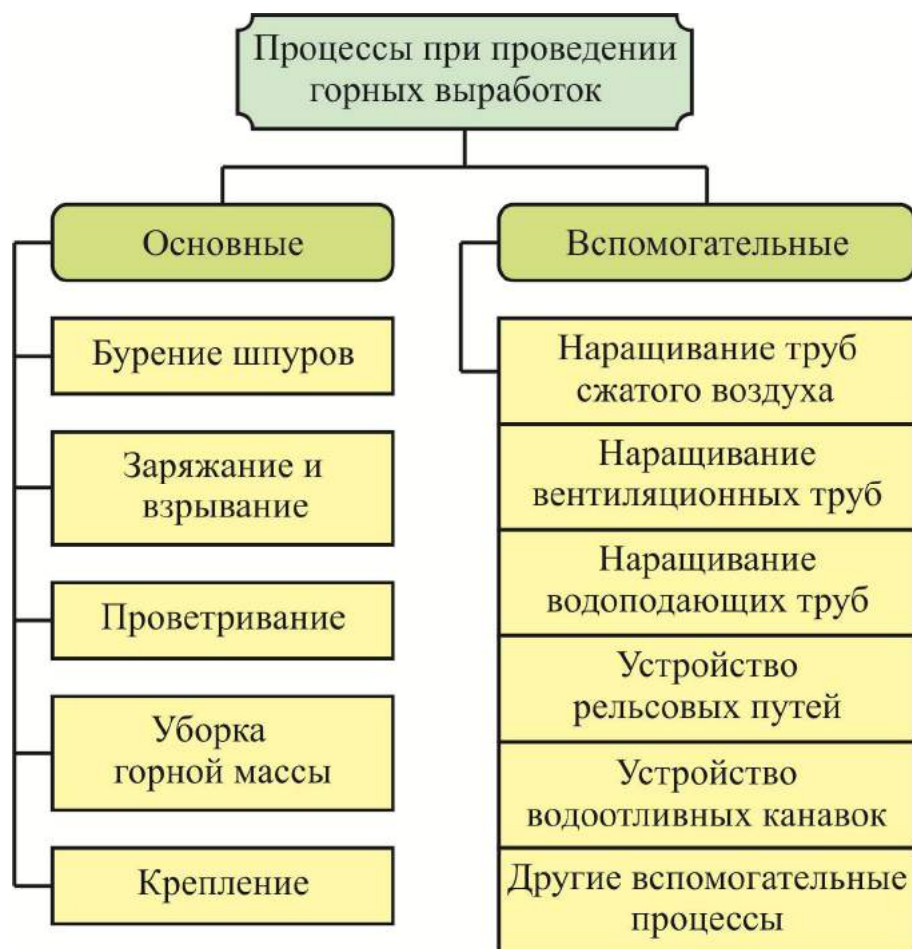 Процессы при проведении
горных выработок
Основные
Бурение шпуров
Заряжание и
взрывание
Проветривание
Уборка
горной массы
Крепление
Вспомогательные
Наращивание труб
сжатого воздуха
Наращивание
вентиляционных труб
Наращивание
водоподающих труб
Устройство
рельсовых путей
Устройство
водоотливных канавок
Другие вспомогательные
процессы